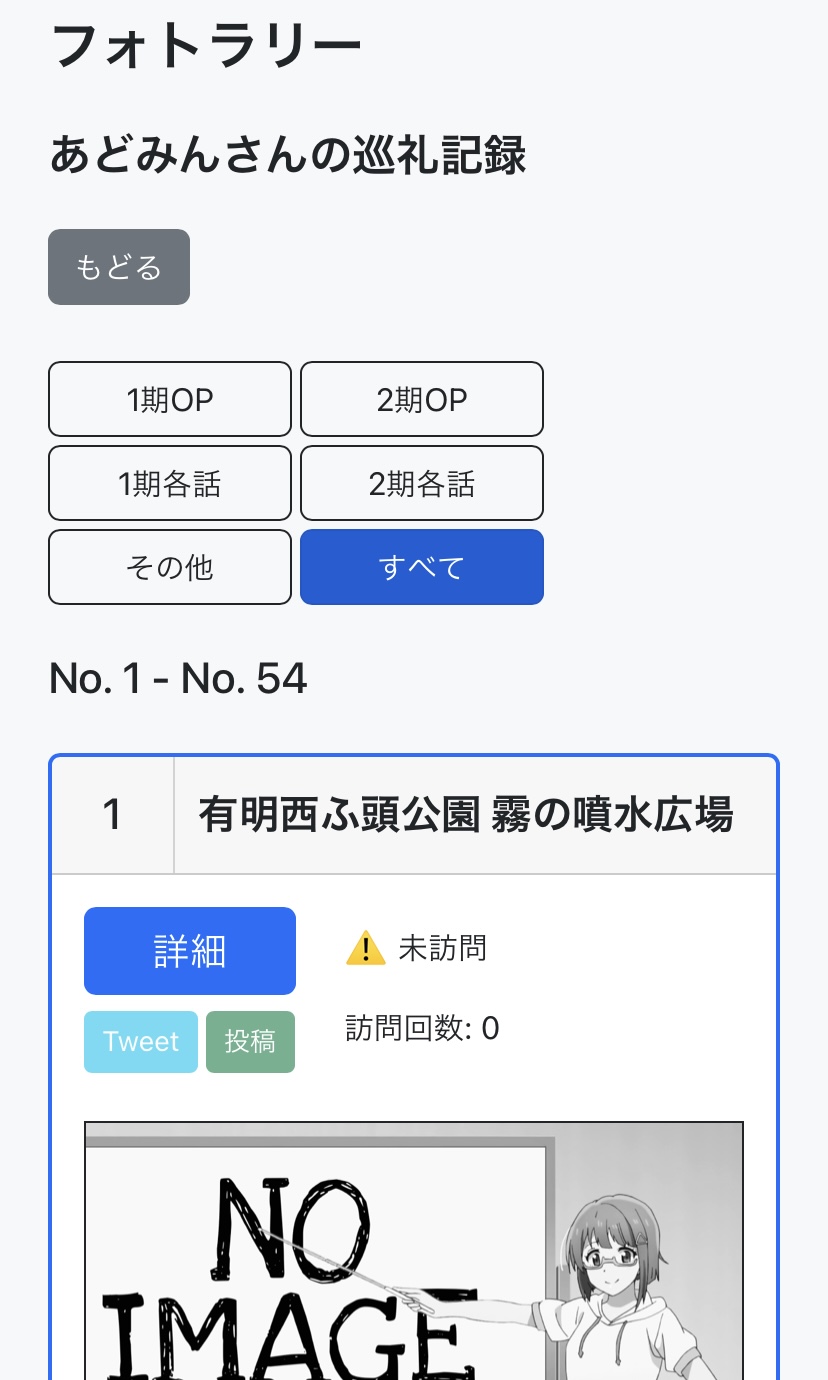 フォトラリー
あどみんさんの巡礼記録
もどる
1期OP
2期OP
1期各話
2期各話
その他
すべて
No. 1 - No. 54
1
有明西ふ頭公園 霧の噴水広場
詳細
⚠️ 未訪問
Tweet
投稿
訪問回数: 0
NO
IMAGE